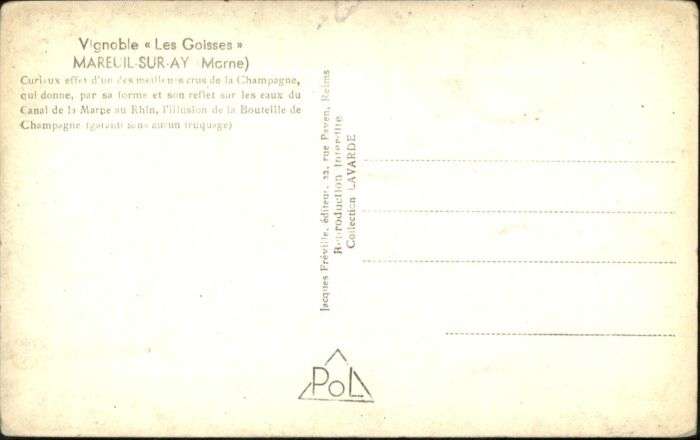 Vignoble « Les Goisses »
MAREUIL-SUR-AY (Marne)
Curieux effet d'un des meilleurs crus de la Champagne,
qui donne, par sa forme et son reflet sur les eaux du
Canal de la Marne au Rhin, l'illusion de la Bouteille de
Champagne (garanti sans aucun truquage)
Jacques Fréville, éditeur, 22, rue Payen, Reims
Reproduction Interdite
Collection LAVARDE
PoL